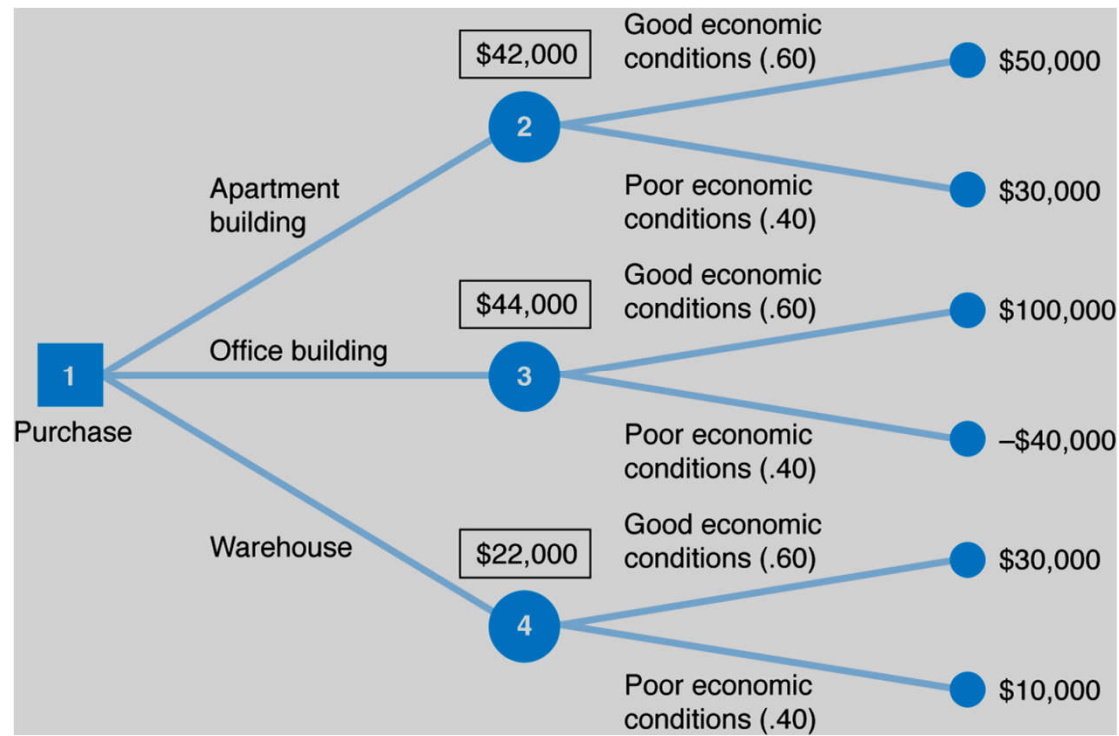 $42,000
Good economic
conditions (.60)
$50,000
2
Apartment
building
Poor economic
conditions (.40)
$30,000
$44,000
Good economic
conditions (.60)
$100,000
1
Purchase
Office building
3
Poor economic
conditions (.40)
–$40,000
Warehouse
$22,000
Good economic
conditions (.60)
$30,000
4
Poor economic
conditions (.40)
$10,000